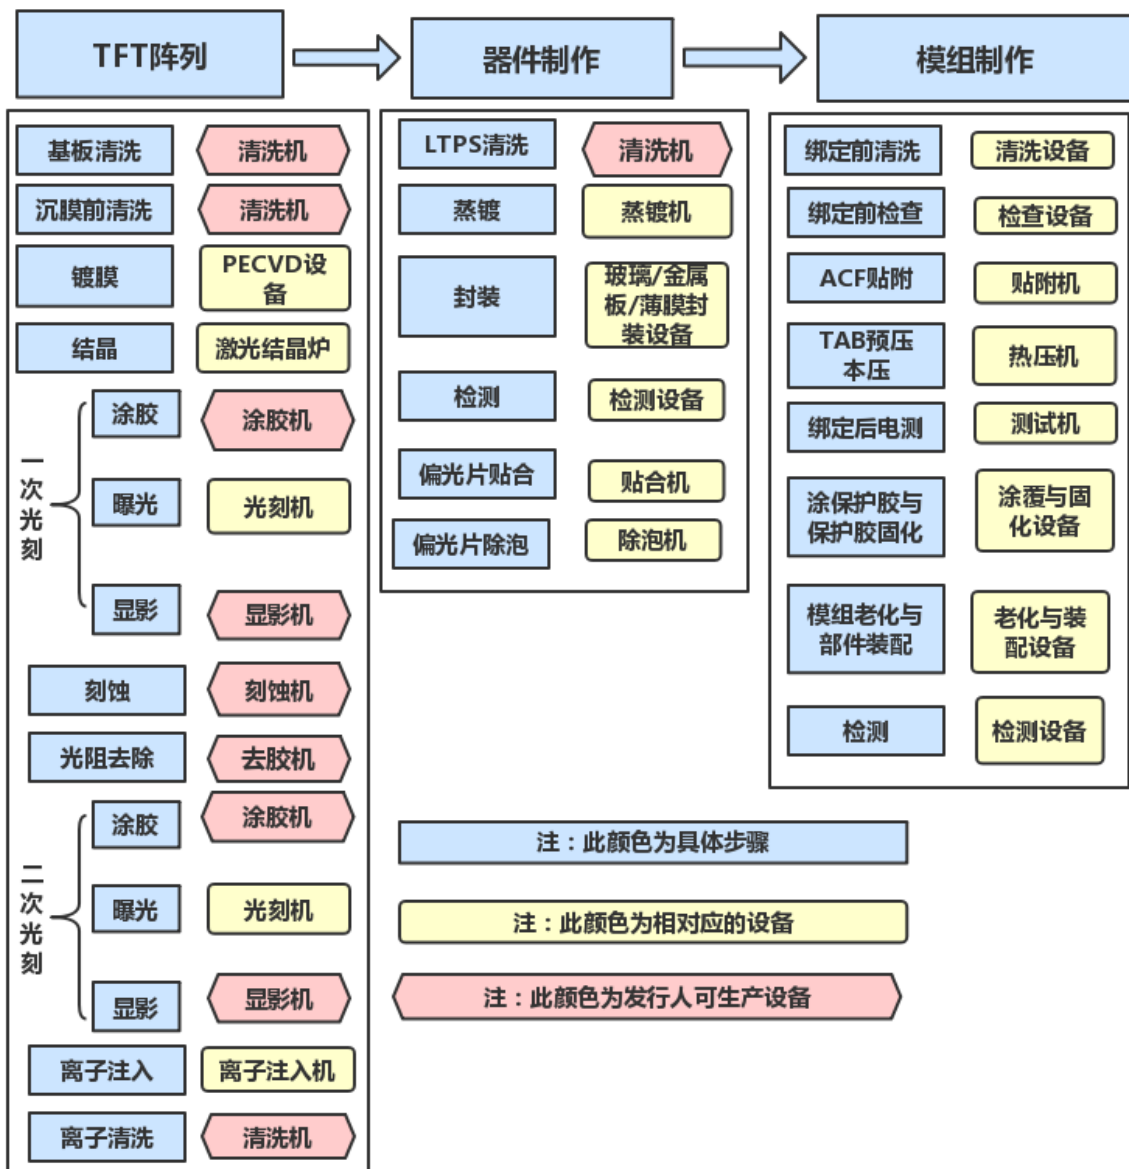 TFT阵列
器件制作
模组制作
基板清洗
清洗机
沉膜前清洗
清洗机
镀膜
PECVD设
备
结晶
激光结晶炉
一次光刻
涂胶
涂胶机
曝光
光刻机
显影
显影机
刻蚀
刻蚀机
光阻去除
去胶机
二次光刻
涂胶
涂胶机
曝光
光刻机
显影
显影机
离子注入
离子注入机
离子清洗
清洗机
LTPS清洗
清洗机
蒸镀
蒸镀机
封装
玻璃/金属
板/薄膜封
装设备
检测
检测设备
偏光片贴合
贴合机
偏光片除泡
除泡机
绑定前清洗
清洗设备
绑定前检查
检查设备
ACF贴附
贴附机
TAB预压
本压
热压机
绑定后电测
测试机
涂保护胶与
保护胶固化
涂覆与固
化设备
模组老化与
部件装配
老化与装
配设备
检测
检测设备
注：此颜色为具体步骤
注：此颜色为相对应的设备
注：此颜色为发行人可生产设备